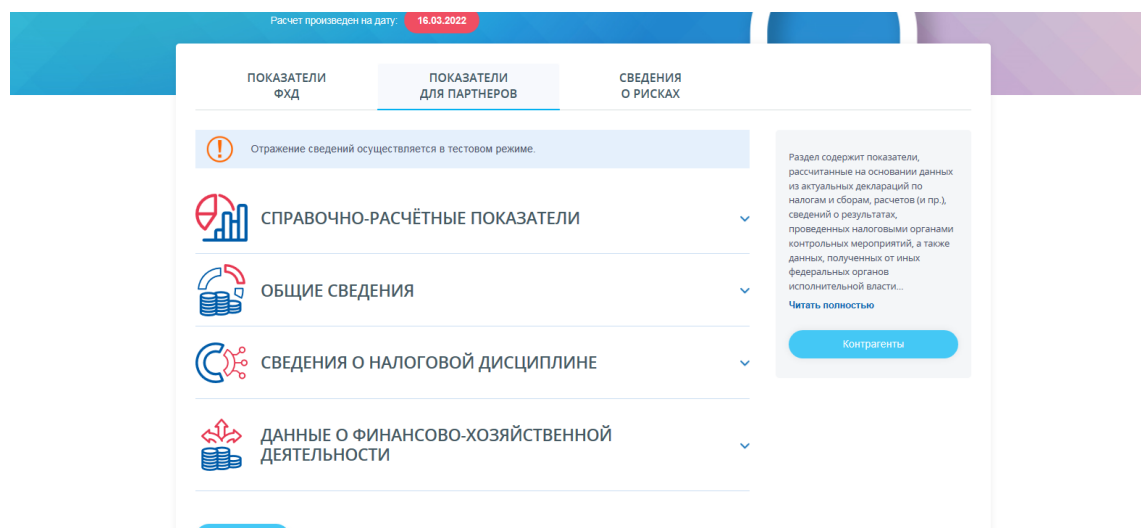 Расчет произведен на дату: 16.03.2022
ПОКАЗАТЕЛИ
ФХД
ПОКАЗАТЕЛИ
ДЛЯ ПАРТНЕРОВ
СВЕДЕНИЯ
О РИСКАХ
Отражение сведений осуществляется в тестовом режиме.
СПРАВОЧНО-РАСЧЁТНЫЕ ПОКАЗАТЕЛИ
ОБЩИЕ СВЕДЕНИЯ
СВЕДЕНИЯ О НАЛОГОВОЙ ДИСЦИПЛИНЕ
ДАННЫЕ О ФИНАНСОВО-ХОЗЯЙСТВЕННОЙ
ДЕЯТЕЛЬНОСТИ
Раздел содержит показатели,
рассчитанные на основании данных
из актуальных деклараций по
налогам и сборам, расчетов (и пр.),
сведений о результатах,
проведенных налоговыми органами
контрольных мероприятий, а также
данных, полученных от иных
федеральных органов
исполнительной власти...
Читать полностью
Контрагенты